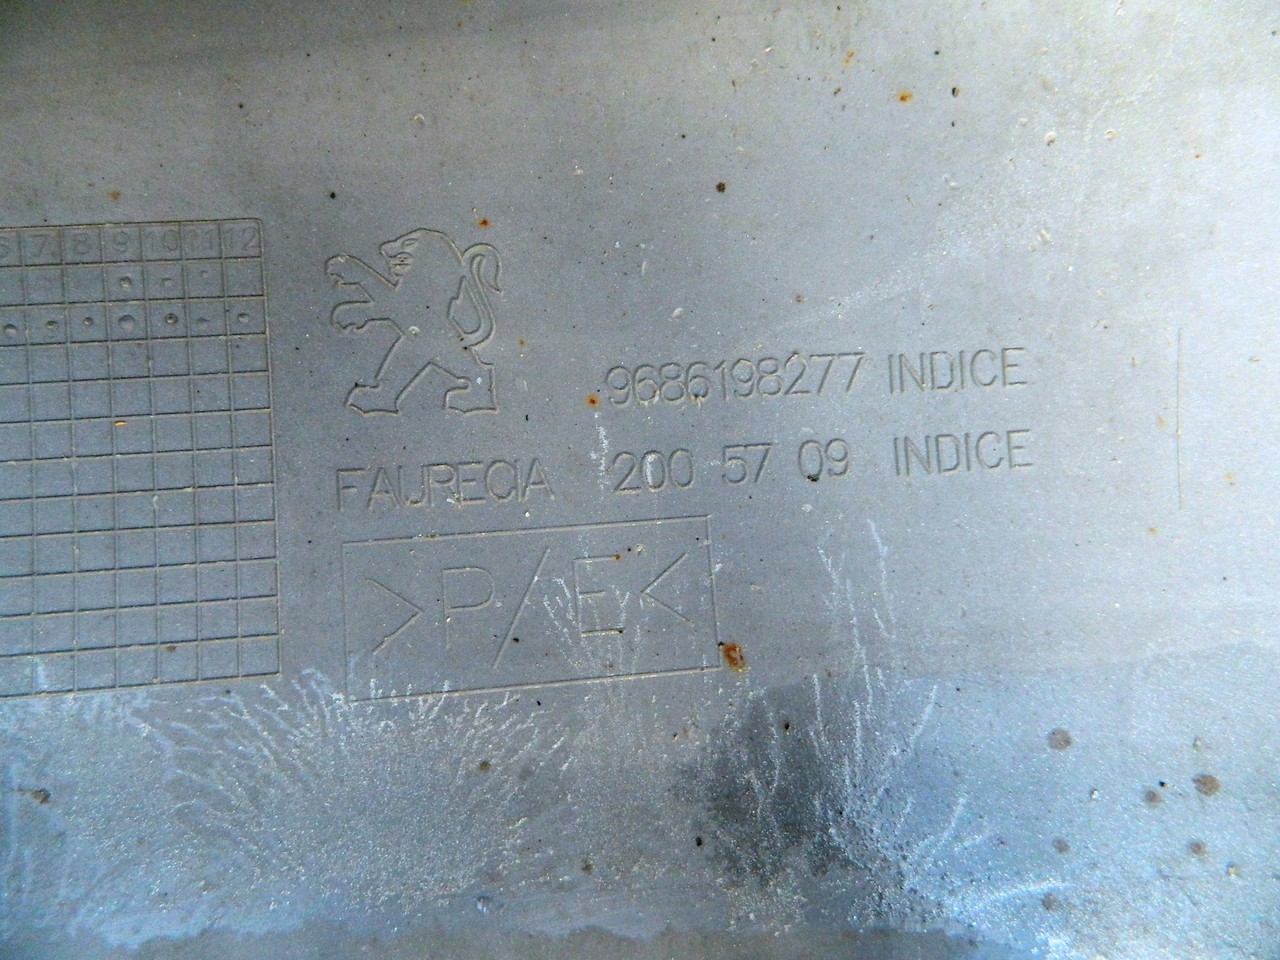 6 7 8 9 10 11 12
9686198277 INDICE
FAURECIA 200 57 09 INDICE
>P/E<